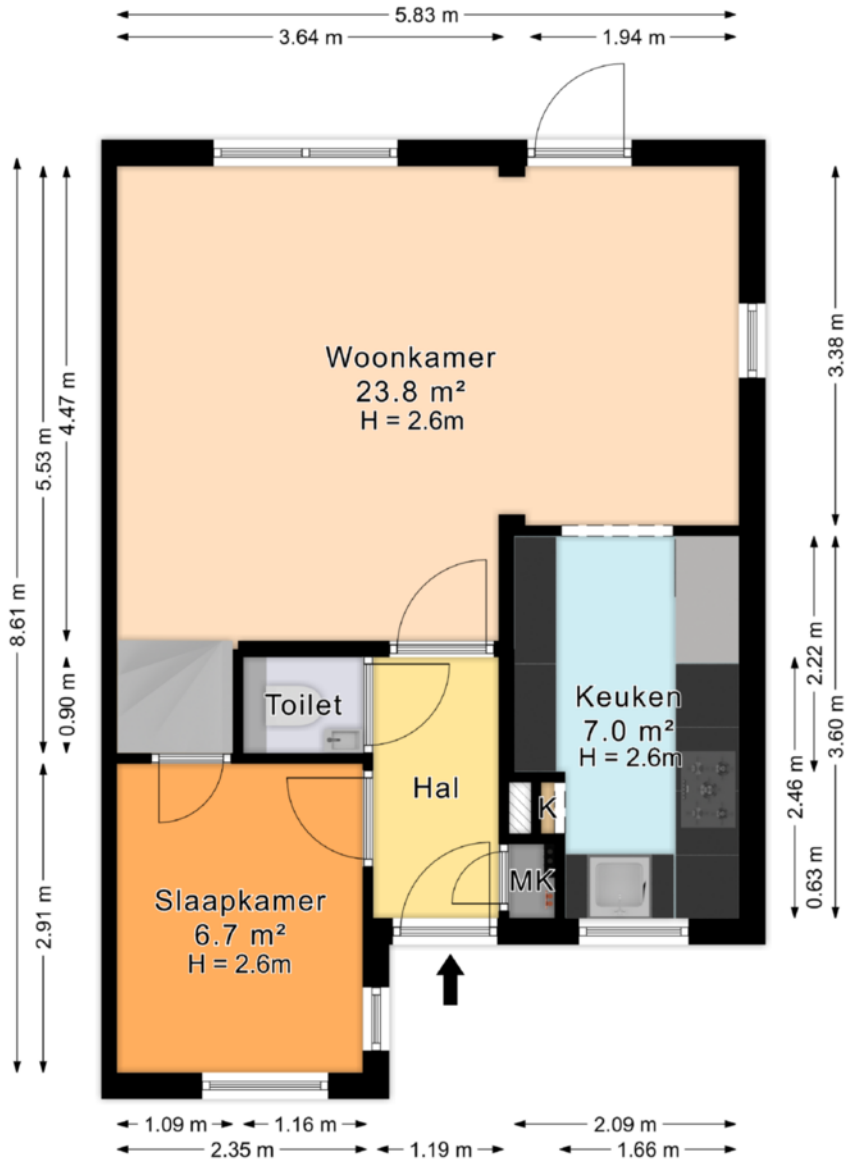 5.83 m
3.64 m
1.94 m
Woonkamer
23.8 m²
H = 2.6m
3.38 m
4.47 m
5.53 m
8.61 m
0.90 m
2.91 m
Toilet
Hal
Keuken
7.0 m²
H = 2.6m
K
MK
2.22 m
3.60 m
2.46 m
0.63 m
Slaapkamer
6.7 m²
H = 2.6m
1.09 m
1.16 m
2.09 m
2.35 m
1.19 m
1.66 m